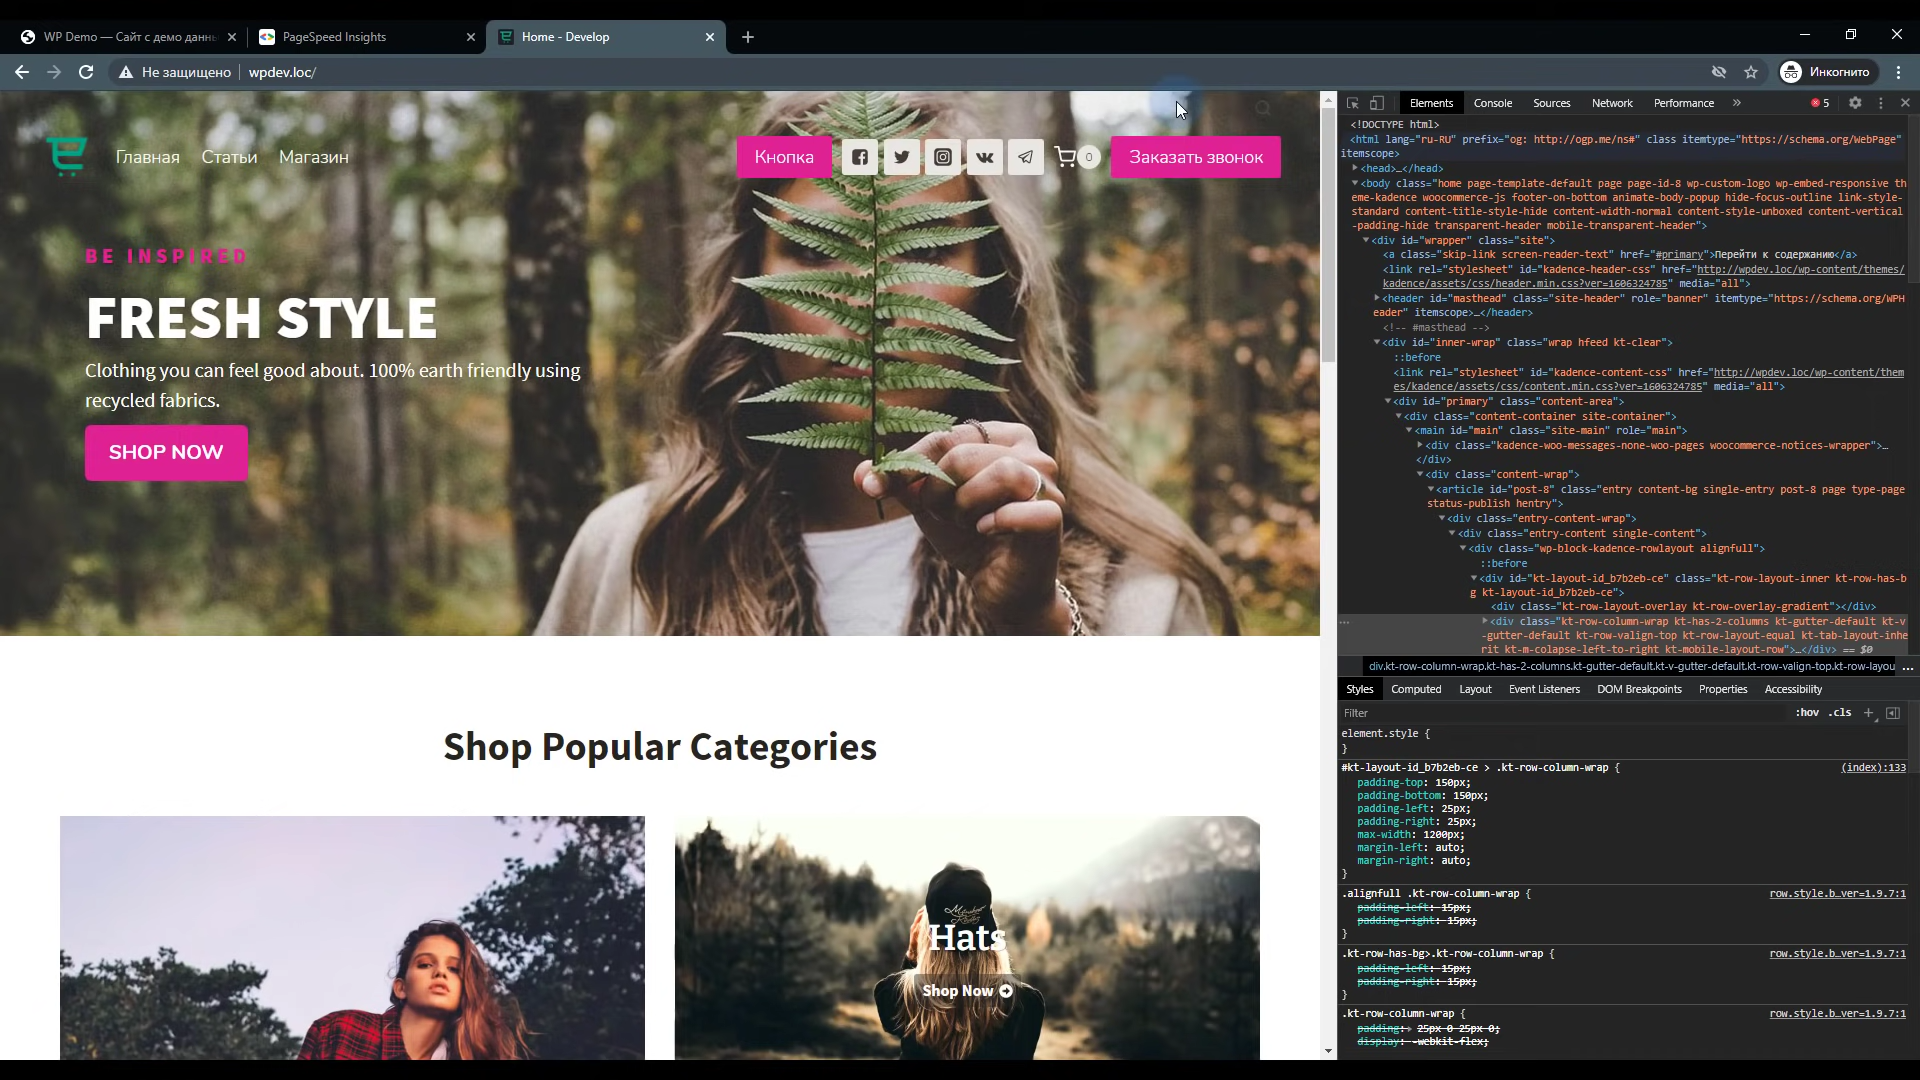 WP Demo — Сайт с демо данны
PageSpeed Insights
Home - Develop
Не защищено
wpdev.loc/
Инкогнито
Главная
Статьи
Магазин
Кнопка
0
Заказать звонок
BE INSPIRED
FRESH STYLE
Clothing you can feel good about. 100% earth friendly using
recycled fabrics.
SHOP NOW
Shop Popular Categories
Hats
Shop Now
Elements
Console
Sources
Network
Performance
»
5
<!DOCTYPE html>
<html lang="ru-RU" prefix="og: http://ogp.me/ns#" class itemtype="https://schema.org/WebPage"
itemscope>
<head>…</head>
<body class="home page-template-default page page-id-8 wp-custom-logo wp-embed-responsive th
eme-kadence woocommerce-js footer-on-bottom animate-body-popup hide-focus-outline link-style-
standard content-title-style-hide content-width-normal content-style-unboxed content-vertical
-padding-hide transparent-header mobile-transparent-header">
<div id="wrapper" class="site">
<a class="skip-link screen-reader-text" href="#primary">Перейти к содержанию</a>
<link rel="stylesheet" id="kadence-header-css" href="http://wpdev.loc/wp-content/themes/
kadence/assets/css/header.min.css?ver=1606324785" media="all">
<header id="masthead" class="site-header" role="banner" itemtype="https://schema.org/WPH
eader" itemscope>…</header>
<!-- #masthead -->
<div id="inner-wrap" class="wrap hfeed kt-clear">
::before
<link rel="stylesheet" id="kadence-content-css" href="http://wpdev.loc/wp-content/them
es/kadence/assets/css/content.min.css?ver=1606324785" media="all">
<div id="primary" class="content-area">
<div class="content-container site-container">
<main id="main" class="site-main" role="main">
<div class="kadence-woo-messages-none-woo-pages woocommerce-notices-wrapper">…
</div>
<div class="content-wrap">
<article id="post-8" class="entry content-bg single-entry post-8 page type-page
status-publish hentry">
<div class="entry-content-wrap">
<div class="entry-content single-content">
<div class="wp-block-kadence-rowlayout alignfull">
::before
<div id="kt-layout-id_b7b2eb-ce" class="kt-row-layout-inner kt-row-has-b
g kt-layout-id_b7b2eb-ce">
<div class="kt-row-layout-overlay kt-row-overlay-gradient"></div>
<div class="kt-row-column-wrap kt-has-2-columns kt-gutter-default kt-v
-gutter-default kt-row-valign-top kt-row-layout-equal kt-tab-layout-inhe
rit kt-m-colapse-left-to-right kt-mobile-layout-row">…</div> == $0
div.kt-row-column-wrap.kt-has-2-columns.kt-gutter-default.kt-v-gutter-default.kt-row-valign-top.kt-row-layou
...
Styles
Computed
Layout
Event Listeners
DOM Breakpoints
Properties
Accessibility
Filter
:hov
.cls
element.style {
}
#kt-layout-id_b7b2eb-ce > .kt-row-column-wrap {
(index):133
padding-top: 150px;
padding-bottom: 150px;
padding-left: 25px;
padding-right: 25px;
max-width: 1200px;
margin-left: auto;
margin-right: auto;
}
.alignfull .kt-row-column-wrap {
row.style.b…ver=1.9.7:1
padding-left: 15px;
padding-right: 15px;
}
.kt-row-has-bg>.kt-row-column-wrap {
row.style.b…ver=1.9.7:1
padding-left: 15px;
padding-right: 15px;
}
.kt-row-column-wrap {
row.style.b…ver=1.9.7:1
padding: 25px 0 25px 0;
display: -webkit-flex;